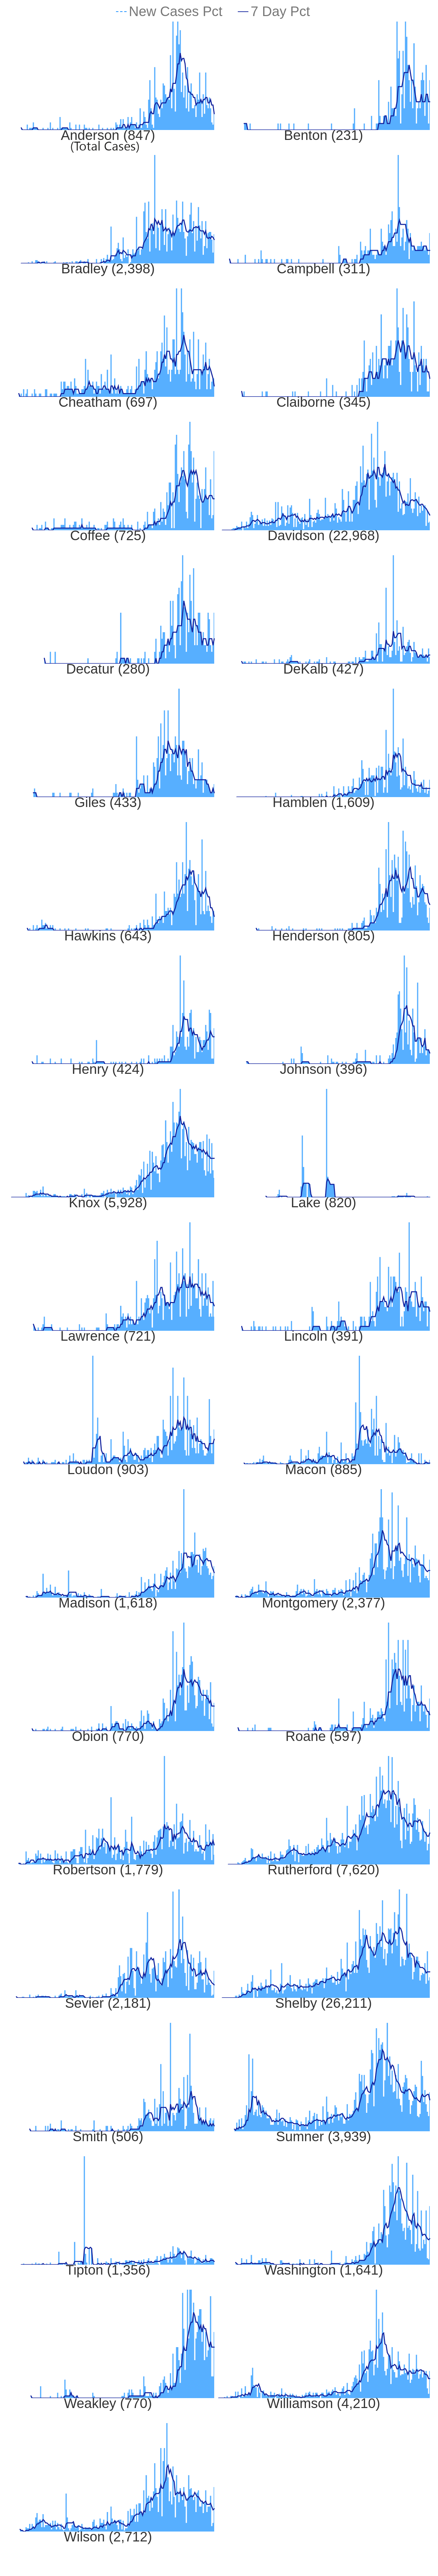 New Cases Pct 7 Day Pct
Anderson (847) Benton (231)
(Total Cases)
Bradley (2,398) Campbell (311)
Cheatham (697) Claiborne (345)
Coffee (725) Davidson (22,968)
Decatur (280) DeKalb (427)
Giles (433) Hamblen (1,609)
Hawkins (643) Henderson (805)
Henry (424) Johnson (396)
Knox (5,928) Lake (820)
Lawrence (721) Lincoln (391)
Loudon (903) Macon (885)
Madison (1,618) Montgomery (2,377)
Obion (770) Roane (597)
Robertson (1,779) Rutherford (7,620)
Sevier (2,181) Shelby (26,211)
Smith (506) Sumner (3,939)
Tipton (1,356) Washington (1,641)
Weakley (770) Williamson (4,210)
Wilson (2,712)